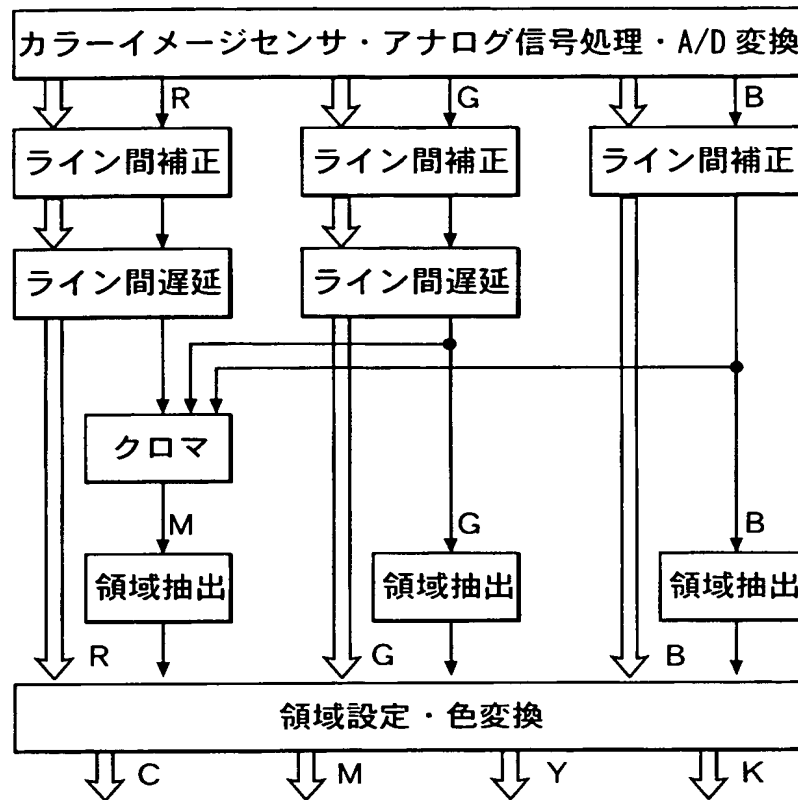 カラーイメージセンサ・アナログ信号処理・A/D変換
R G B
ライン間補正 ライン間補正 ライン間補正
ライン間遅延 ライン間遅延
クロマ
M G B
領域抽出 領域抽出 領域抽出
R G B
領域設定・色変換
C M Y K